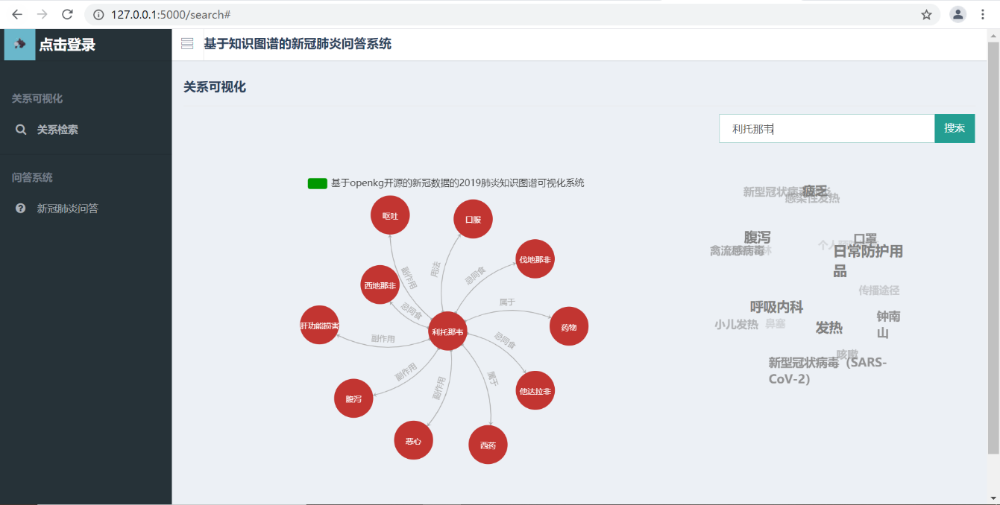 127.0.0.1:5000/search#
点击登录
基于知识图谱的新冠肺炎问答系统
关系可视化
关系检索
问答系统
新冠肺炎问答
关系可视化
利托那韦
搜索
基于openkg开源的新冠数据的2019肺炎知识图谱可视化系统
呕吐
口服
伐地那非
西地那非
药物
肝功能损害
利托那韦
他达拉非
腹泻
恶心
西药
副作用
用法
忌同食
忌同食
属于
副作用
忌同食
副作用
副作用
属于
新型冠状病毒
疲乏
感染性发热
腹泻
口罩
禽流感病毒
个人
日常防护用
品
传播途径
呼吸内科
钟南
山
小儿发热
鼻塞
发热
咳嗽
新型冠状病毒（SARS-
CoV-2）